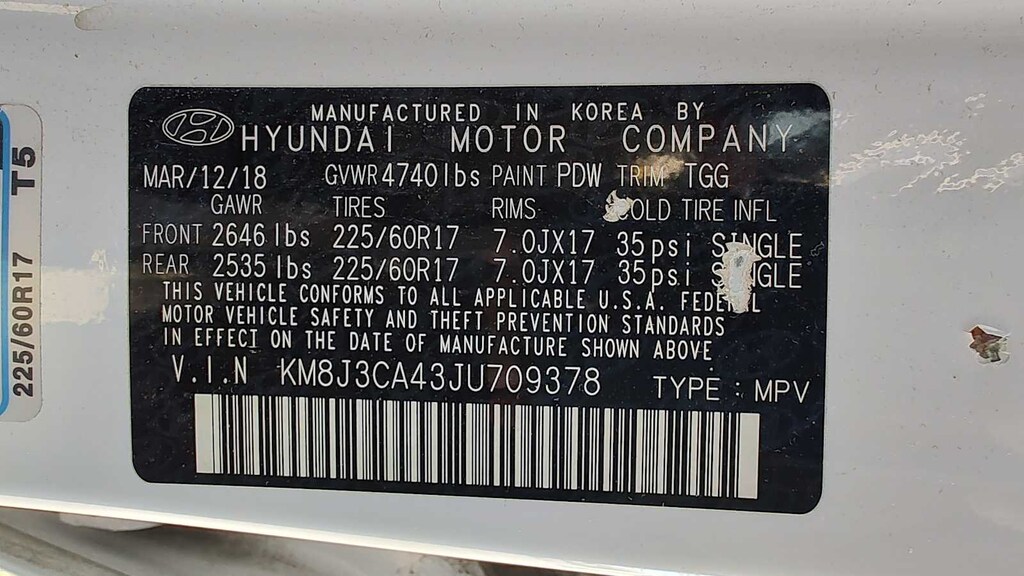 MANUFACTURED IN KOREA BY
HYUNDAI MOTOR COMPANY
MAR/12/18 GVWR 4740lbs PAINT PDW TRIM TGG
GAWR TIRES RIMS OLD TIRE INFL
FRONT 2646 lbs 225/60R17 7.0JX17 35psi SINGLE
REAR 2535 lbs 225/60R17 7.0JX17 35psi SINGLE
THIS VEHICLE CONFORMS TO ALL APPLICABLE U.S.A. FEDERAL
MOTOR VEHICLE SAFETY AND THEFT PREVENTION STANDARDS
IN EFFECT ON THE DATE OF MANUFACTURE SHOWN ABOVE
V.I.N KM8J3CA43JU709378 TYPE : MPV
225/60R17 T5